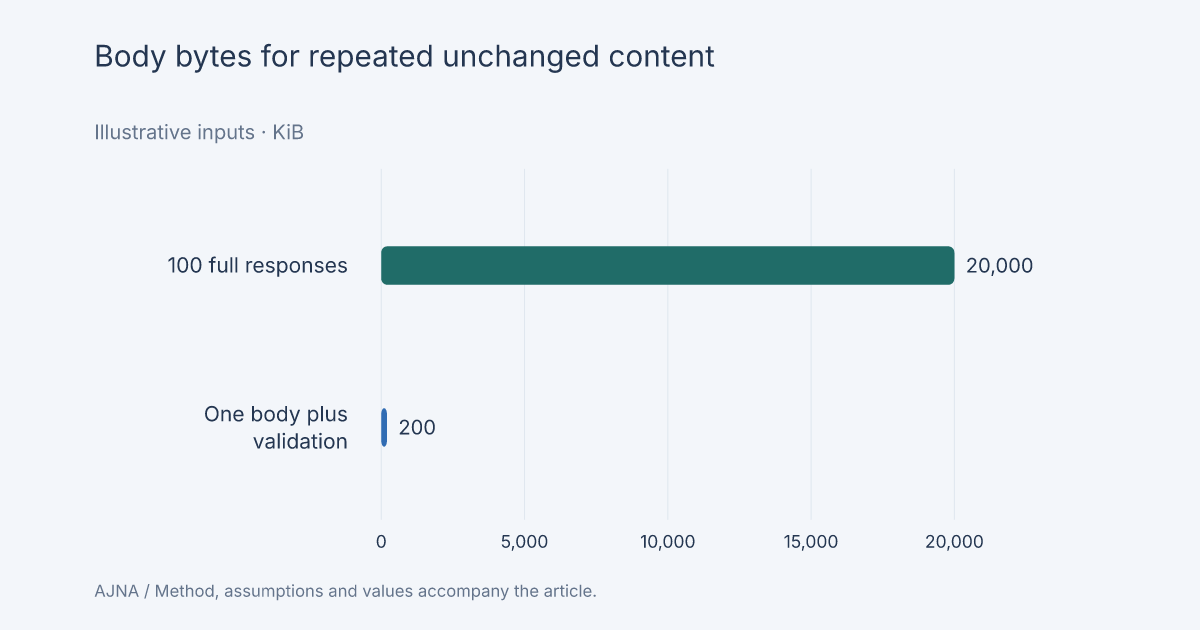 Body bytes for repeated unchanged content
Illustrative inputs · KiB
100 full responses
20,000
One body plus
validation
200
0
5,000
10,000
15,000
20,000
AJNA / Method, assumptions and values accompany the article.